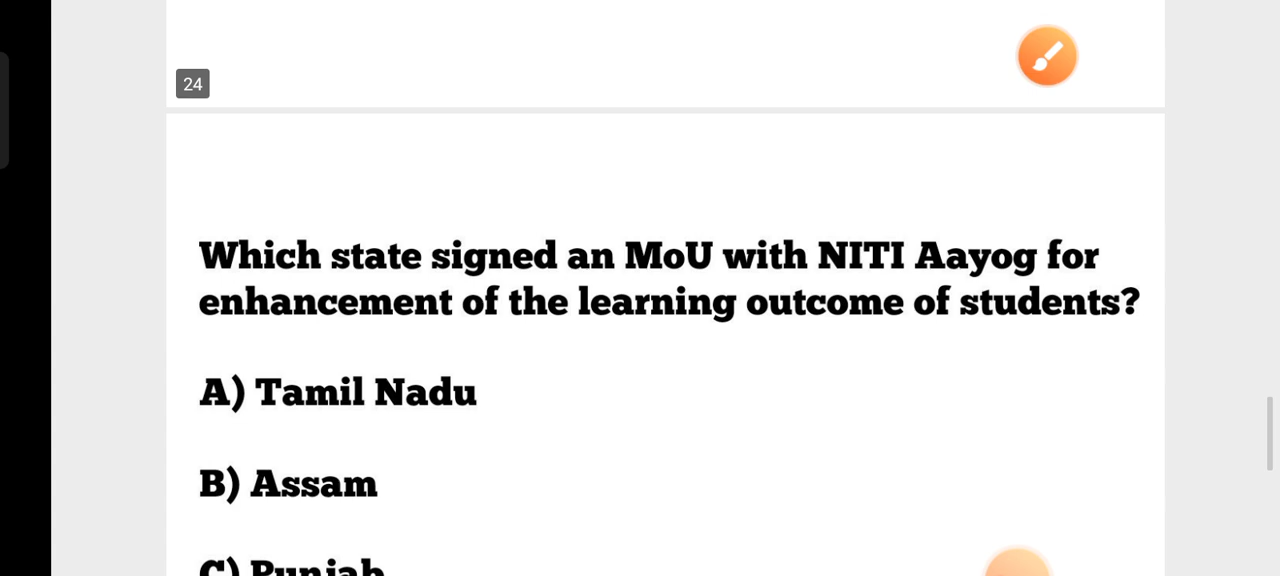 24
Which state signed an MoU with NITI Aayog for
enhancement of the learning outcome of students?
A) Tamil Nadu
B) Assam
C) Punjab